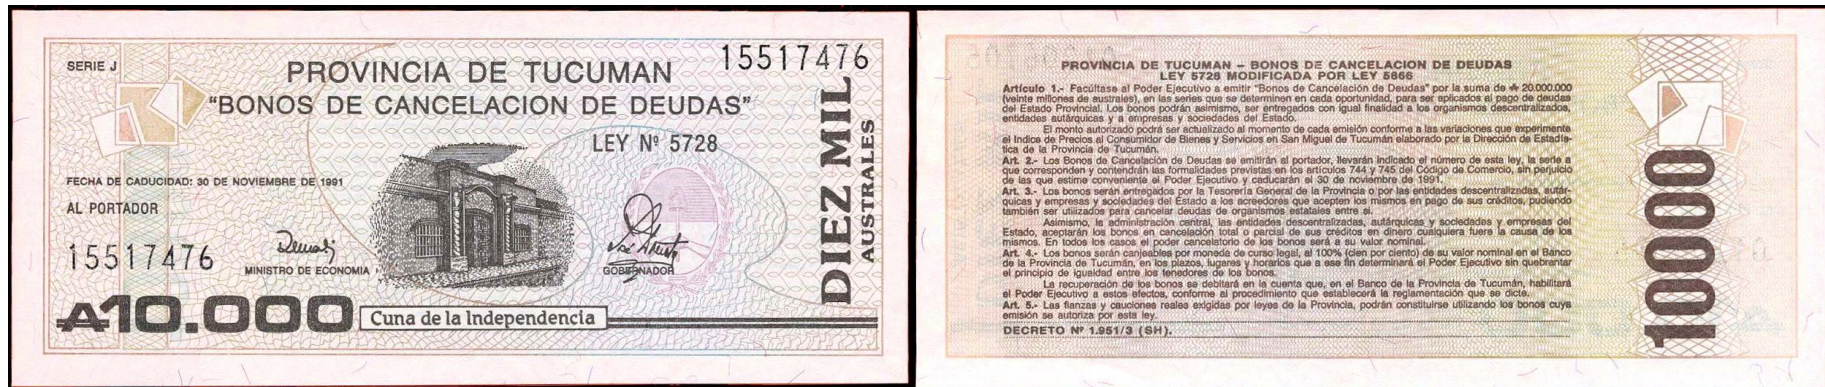 SERIE J
15517476
PROVINCIA DE TUCUMAN
"BONOS DE CANCELACION DE DEUDAS"
LEY Nº 5728
FECHA DE CADUCIDAD: 30 DE NOVIEMBRE DE 1991
AL PORTADOR
15517476
MINISTRO DE ECONOMIA
GOBERNADOR
DIEZ MIL
AUSTRALES
₳10.000
Cuna de la Independencia
PROVINCIA DE TUCUMAN – BONOS DE CANCELACION DE DEUDAS
LEY 5728 MODIFICADA POR LEY 5866
Artículo 1.- Facúltase al Poder Ejecutivo a emitir "Bonos de Cancelación de Deudas" por la suma de ₳ 20.000.000
(veinte millones de australes), en las series que se determinen en cada oportunidad, para ser aplicados al pago de deudas
del Estado Provincial. Los bonos podrán asimismo, ser entregados con igual finalidad a los organismos descentralizados,
entidades autárquicas y a empresas y sociedades del Estado.
El monto autorizado podrá ser actualizado al momento de cada emisión conforme a las variaciones que experimente
el Indice de Precios al Consumidor de Bienes y Servicios en San Miguel de Tucumán elaborado por la Dirección de Estadís-
tica de la Provincia de Tucumán.
Art. 2.- Los Bonos de Cancelación de Deudas se emitirán al portador, llevarán indicado el número de esta ley, la serie a
que corresponden y contendrán las formalidades previstas en los artículos 744 y 745 del Código de Comercio, sin perjuicio
de las que estime conveniente el Poder Ejecutivo y caducarán el 30 de noviembre de 1991.
Art. 3.- Los bonos serán entregados por la Tesorería General de la Provincia o por las entidades descentralizadas, autár-
quicas y empresas y sociedades del Estado a los acreedores que acepten los mismos en pago de sus créditos, pudiendo
también ser utilizados para cancelar deudas de organismos estatales entre sí.
Asimismo, la administración central, las entidades descentralizadas, autárquicas y sociedades y empresas del
Estado, aceptarán los bonos en cancelación total o parcial de sus créditos en dinero cualquiera fuere la causa de los
mismos. En todos los casos el poder cancelatorio de los bonos será a su valor nominal.
Art. 4.- Los bonos serán canjeables por moneda de curso legal, al 100% (cien por ciento) de su valor nominal en el Banco
de la Provincia de Tucumán, en los plazos, lugares y horarios que a ese fin determinará el Poder Ejecutivo sin quebrantar
el principio de igualdad entre los tenedores de los bonos.
La recuperación de los bonos se debitará en la cuenta que, en el Banco de la Provincia de Tucumán, habilitará
el Poder Ejecutivo a estos efectos, conforme al procedimiento que establecerá la reglamentación que se dicte.
Art. 5.- Las fianzas y cauciones reales exigidas por leyes de la Provincia, podrán constituirse utilizando los bonos cuya
emisión se autoriza por esta ley.
DECRETO Nº 1.951/3 (SH).
10000